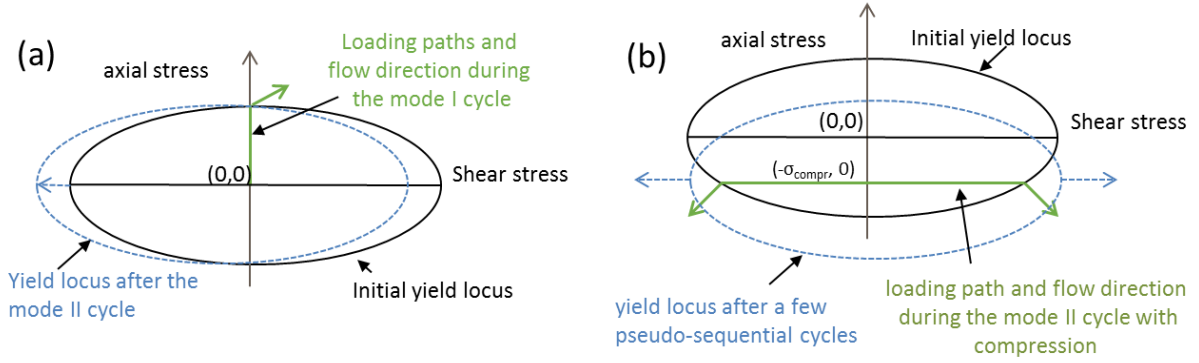 (a)
axial stress
Loading paths and
flow direction during
the mode I cycle
(0,0)
Shear stress
Yield locus after the
mode II cycle
Initial yield locus
(b)
axial stress
Initial yield locus
(0,0)
Shear stress
(-σcompr, 0)
yield locus after a few
pseudo-sequential cycles
loading path and flow direction
during the mode II cycle with
compression